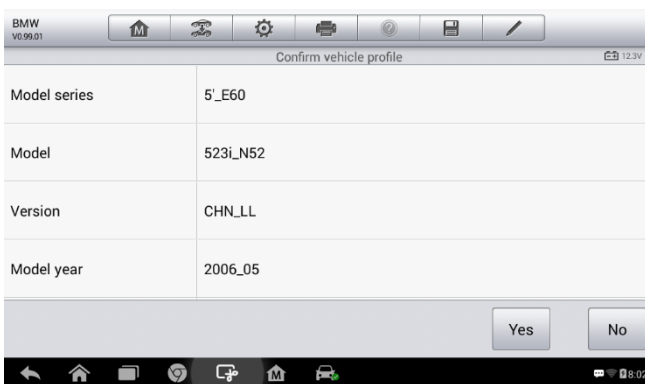 BMW
V0.99.01
Confirm vehicle profile
12.3V
Model series 5'_E60
Model 523i_N52
Version CHN_LL
Model year 2006_05
Yes No
8:02